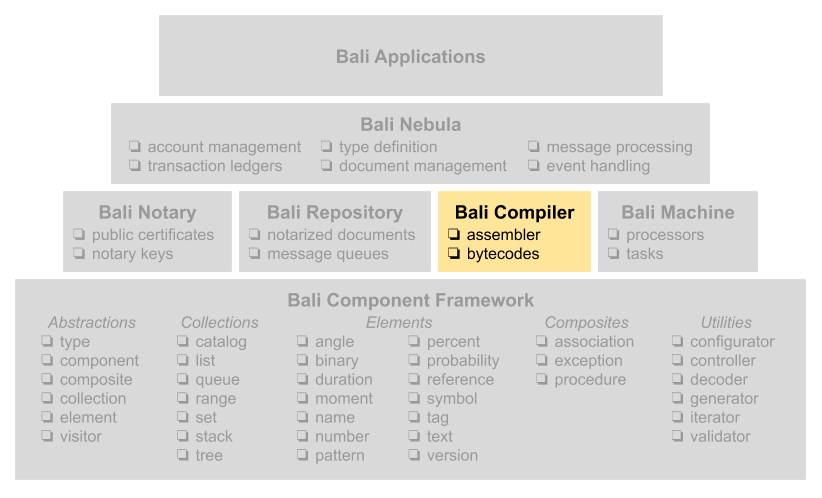 Bali Applications
Bali Nebula
❏ account management ❏ type definition ❏ message processing
❏ transaction ledgers ❏ document management ❏ event handling
Bali Notary
❏ public certificates
❏ notary keys
Bali Repository
❏ notarized documents
❏ message queues
Bali Compiler
❏ assembler
❏ bytecodes
Bali Machine
❏ processors
❏ tasks
Bali Component Framework
Abstractions
❏ type
❏ component
❏ composite
❏ collection
❏ element
❏ visitor
Collections
❏ catalog
❏ list
❏ queue
❏ range
❏ set
❏ stack
❏ tree
Elements
❏ angle
❏ binary
❏ duration
❏ moment
❏ name
❏ number
❏ pattern
❏ percent
❏ probability
❏ reference
❏ symbol
❏ tag
❏ text
❏ version
Composites
❏ association
❏ exception
❏ procedure
Utilities
❏ configurator
❏ controller
❏ decoder
❏ generator
❏ iterator
❏ validator